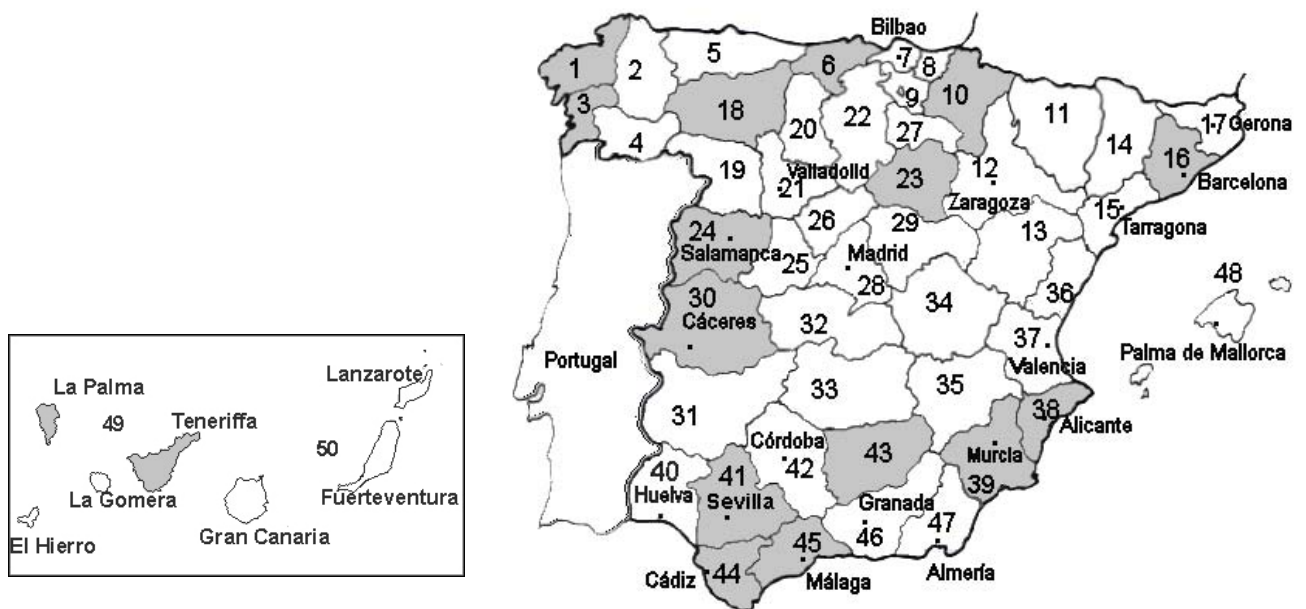 Bilbao
5
7
1
2
6
8
9
10
3
18
22
11
20
4
27
14
17 Gerona
12
16
19
Valladolid
21
23
Barcelona
Zaragoza
26
29
15
13
Tarragona
24
Salamanca
Madrid
25
28
48
36
30
34
Cáceres
32
37
Portugal
Valencia
Palma de Mallorca
33
35
Lanzarote
La Palma
38
Alicante
49
Teneriffa
31
Córdoba
43
Murcia
50
40
41
42
39
La Gomera
Fuerteventura
Huelva
Sevilla
Granada
47
46
El Hierro
Gran Canaria
45
Cádiz
44
Málaga
Almería